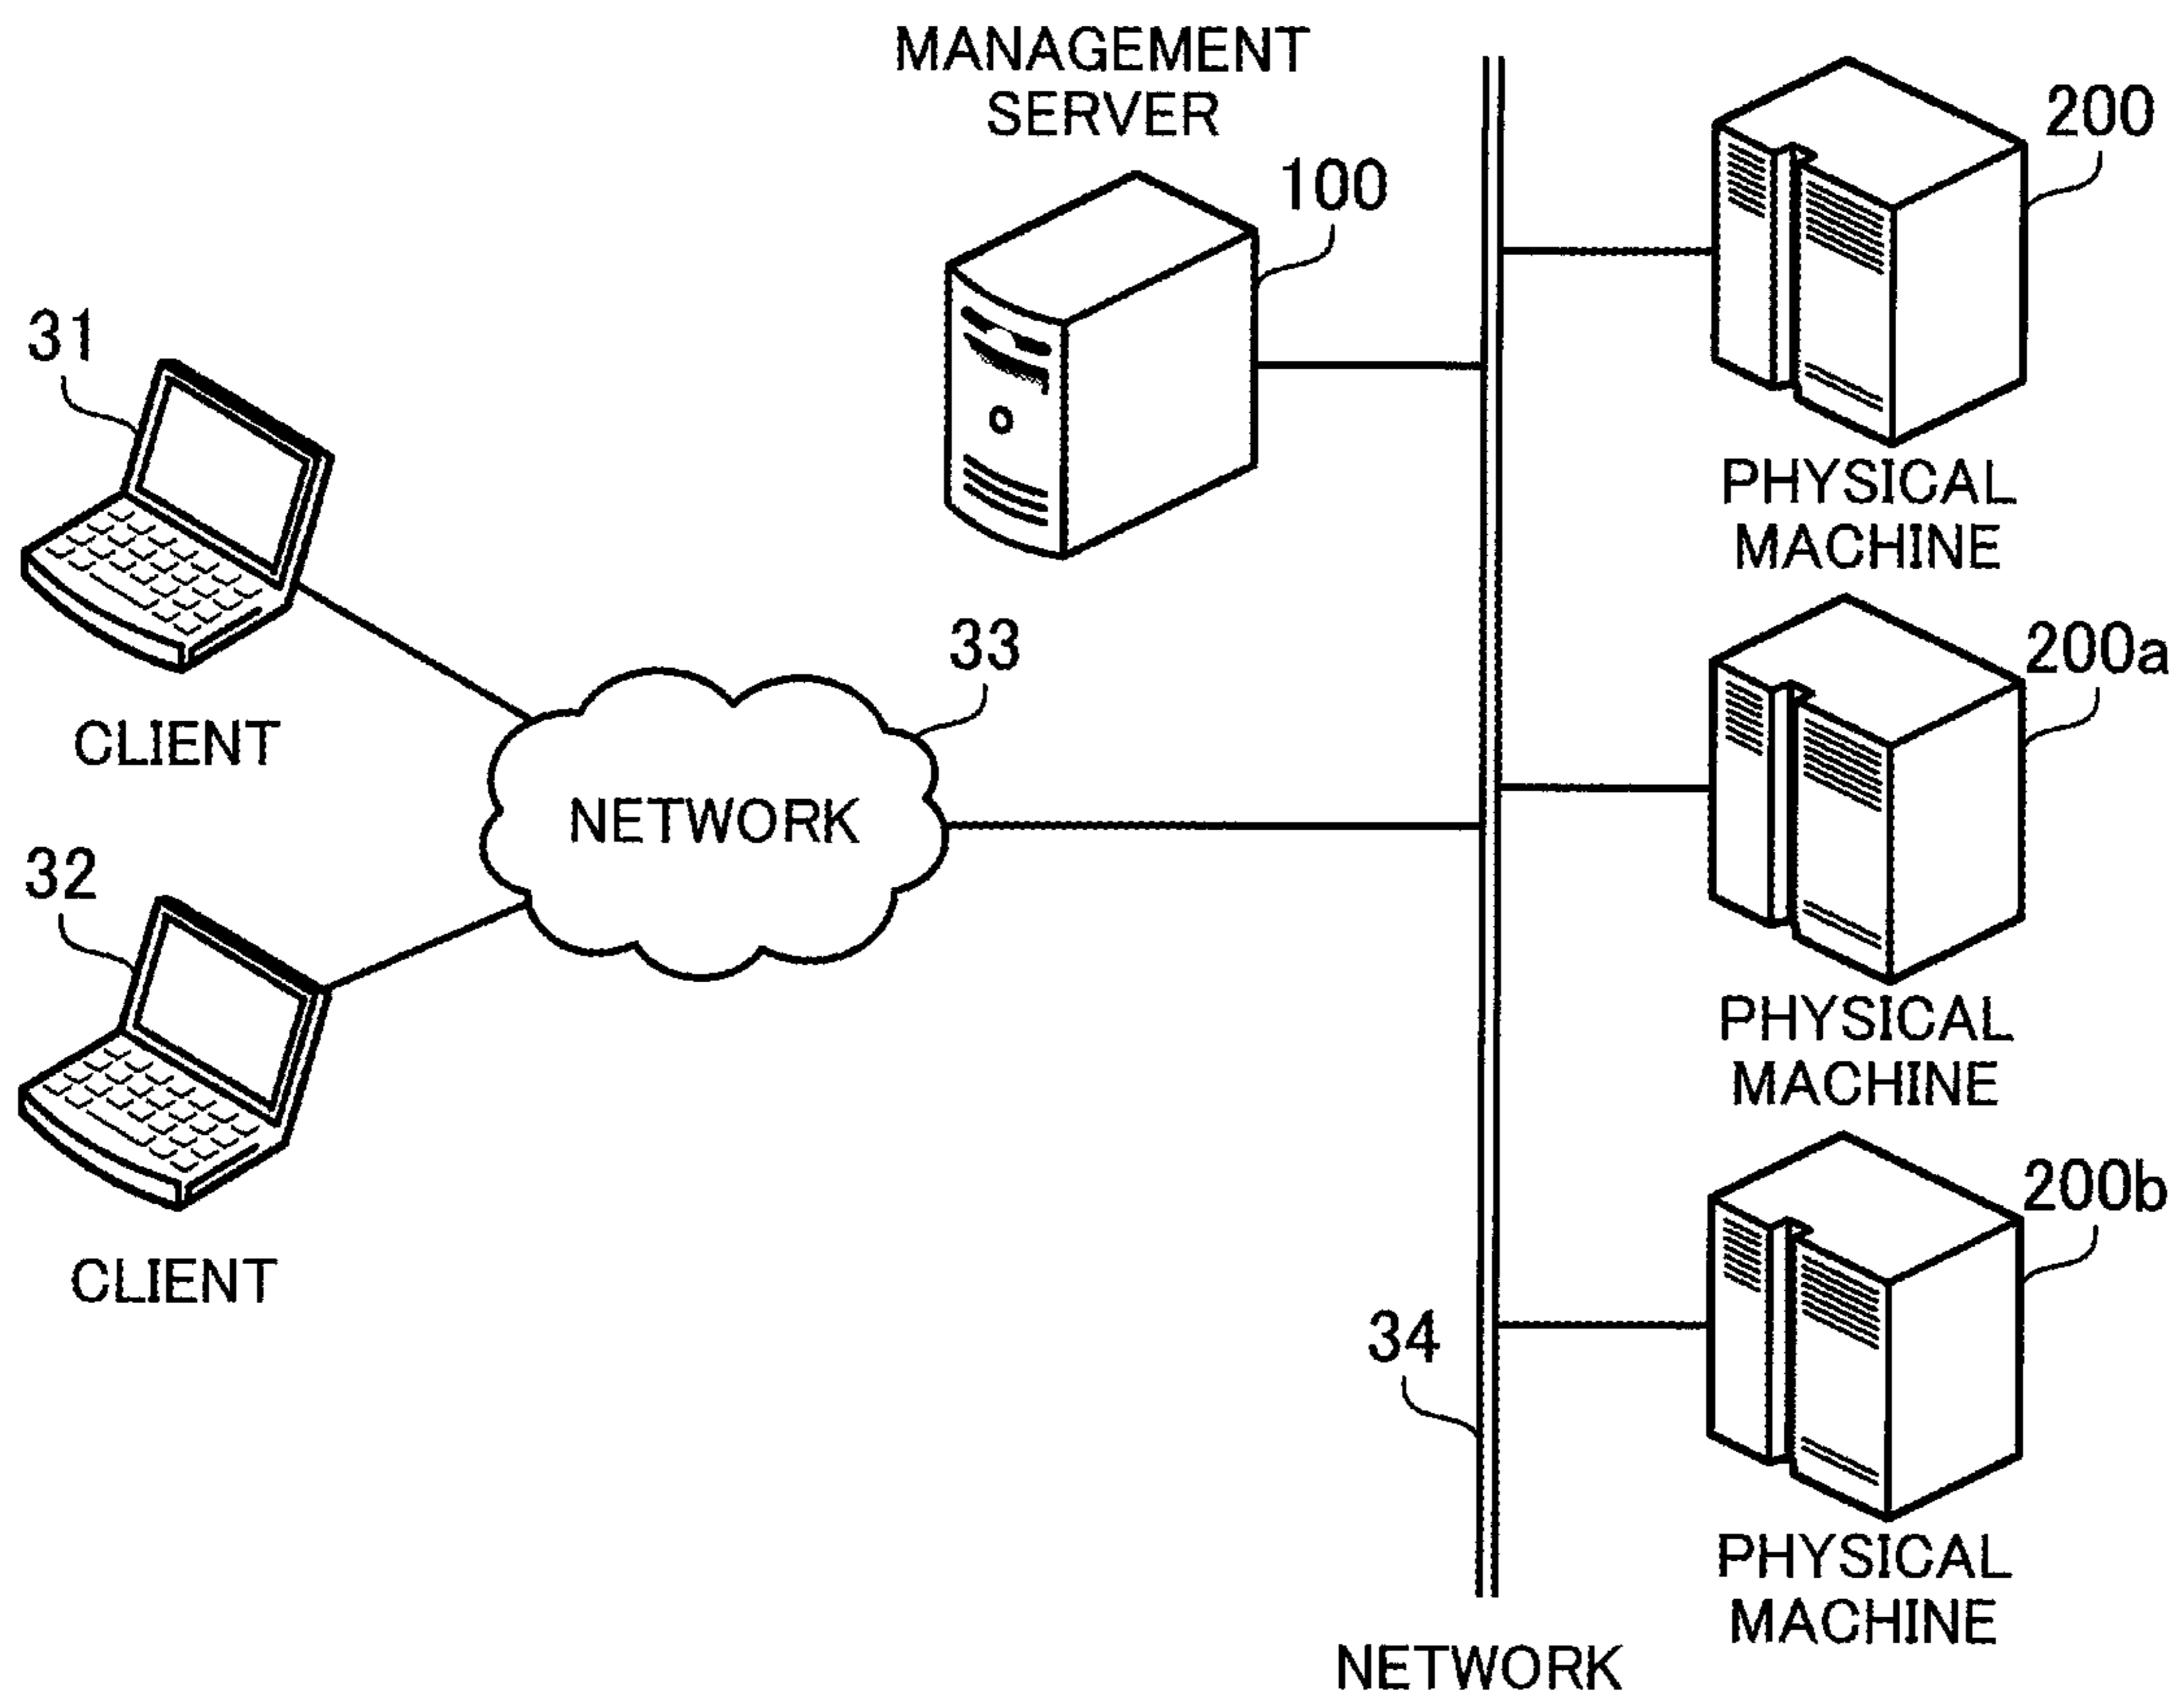 MANAGEMENT
SERVER
100
200
PHYSICAL
MACHINE
31
CLIENT
33
NETWORK
200a
PHYSICAL
MACHINE
32
CLIENT
200b
PHYSICAL
MACHINE
34
NETWORK